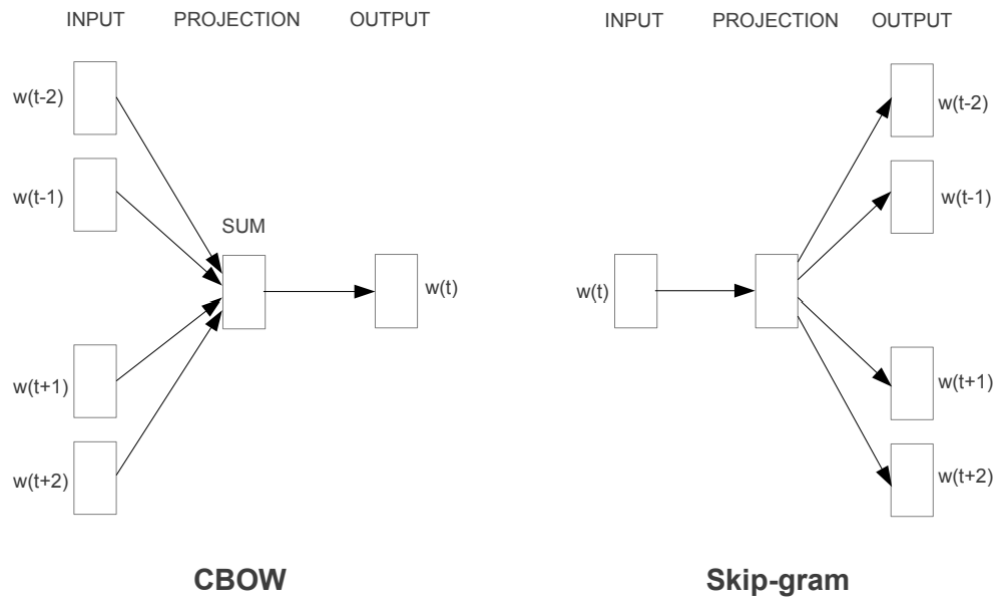 INPUT PROJECTION OUTPUT
w(t-2)
w(t-1)
SUM
w(t)
w(t+1)
w(t+2)
CBOW
INPUT PROJECTION OUTPUT
w(t-2)
w(t-1)
w(t)
w(t+1)
w(t+2)
Skip-gram